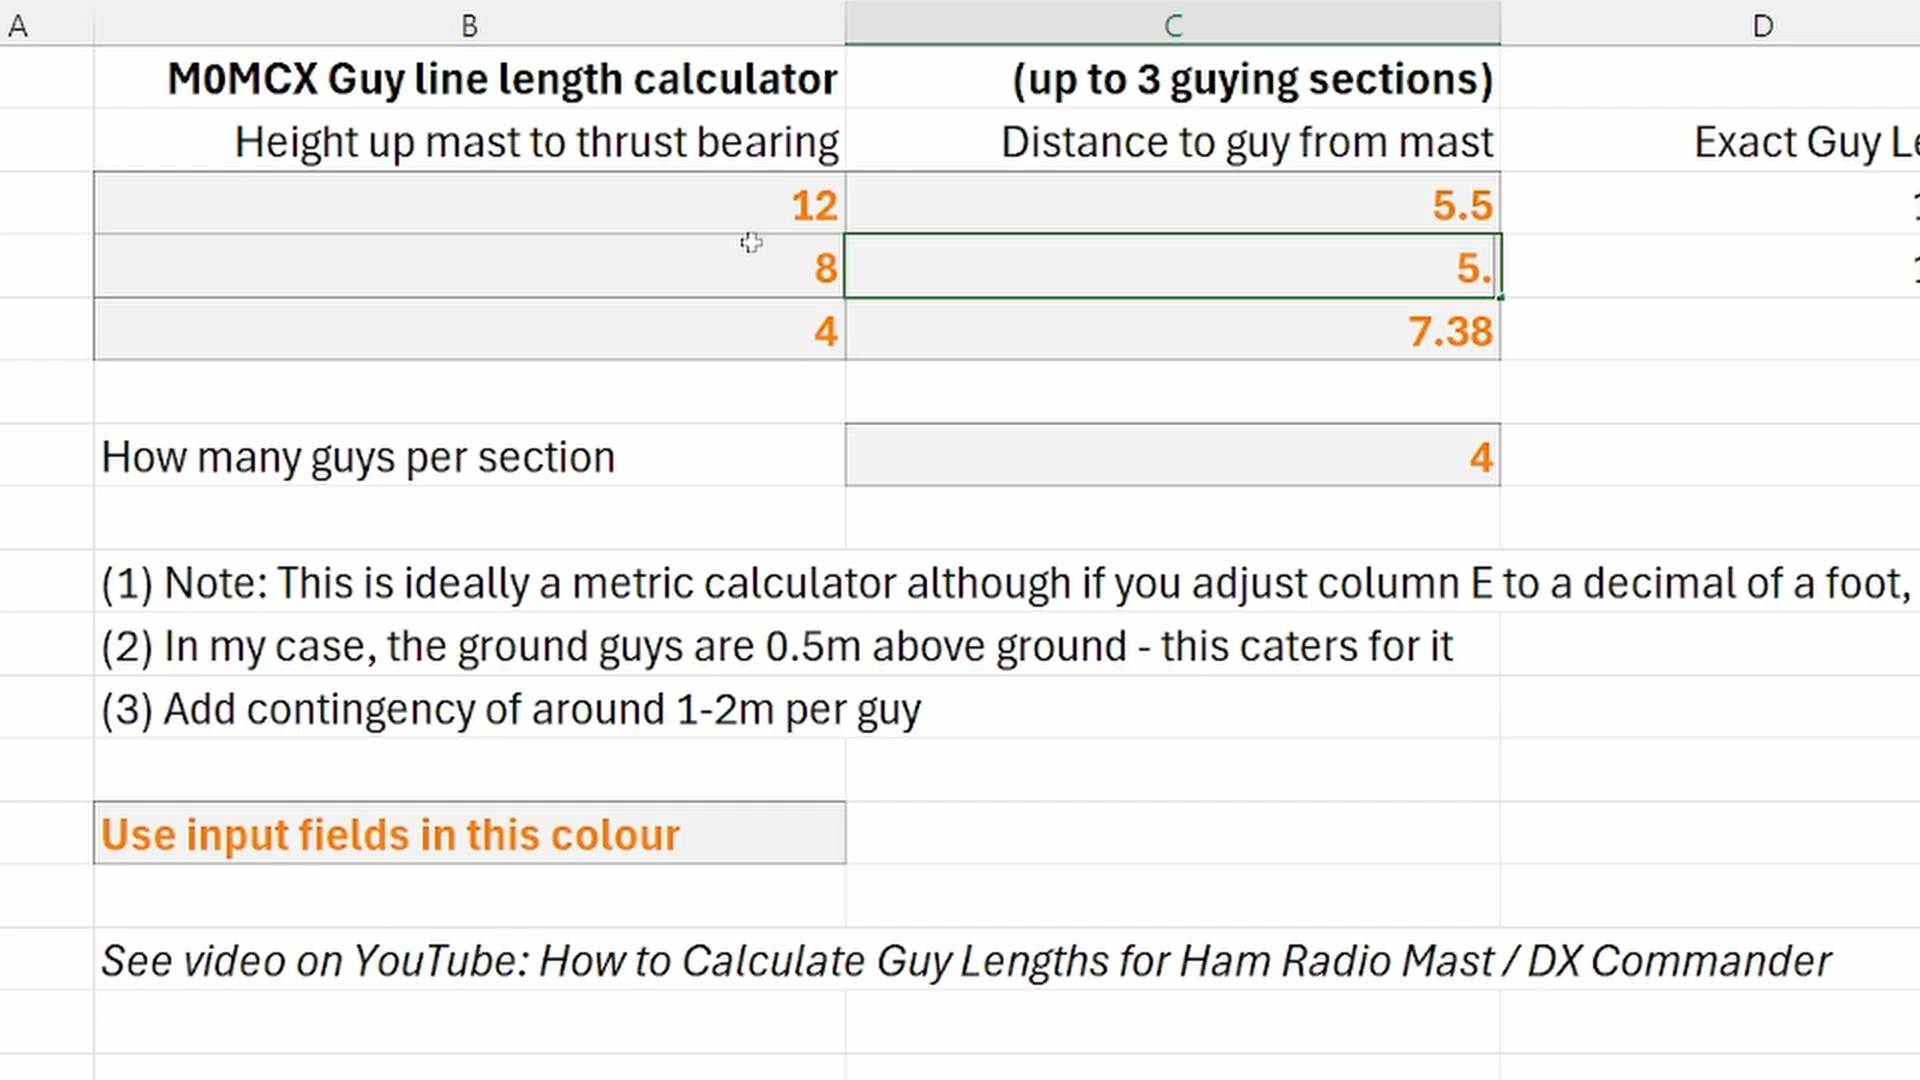 A B C D
M0MCX Guy line length calculator (up to 3 guying sections)
Height up mast to thrust bearing Distance to guy from mast Exact Guy
12 5.5
8 5.
4 7.38
How many guys per section 4
(1) Note: This is ideally a metric calculator although if you adjust column E to a decimal of a foot,
(2) In my case, the ground guys are 0.5m above ground - this caters for it
(3) Add contingency of around 1-2m per guy
Use input fields in this colour
See video on YouTube: How to Calculate Guy Lengths for Ham Radio Mast / DX Commander